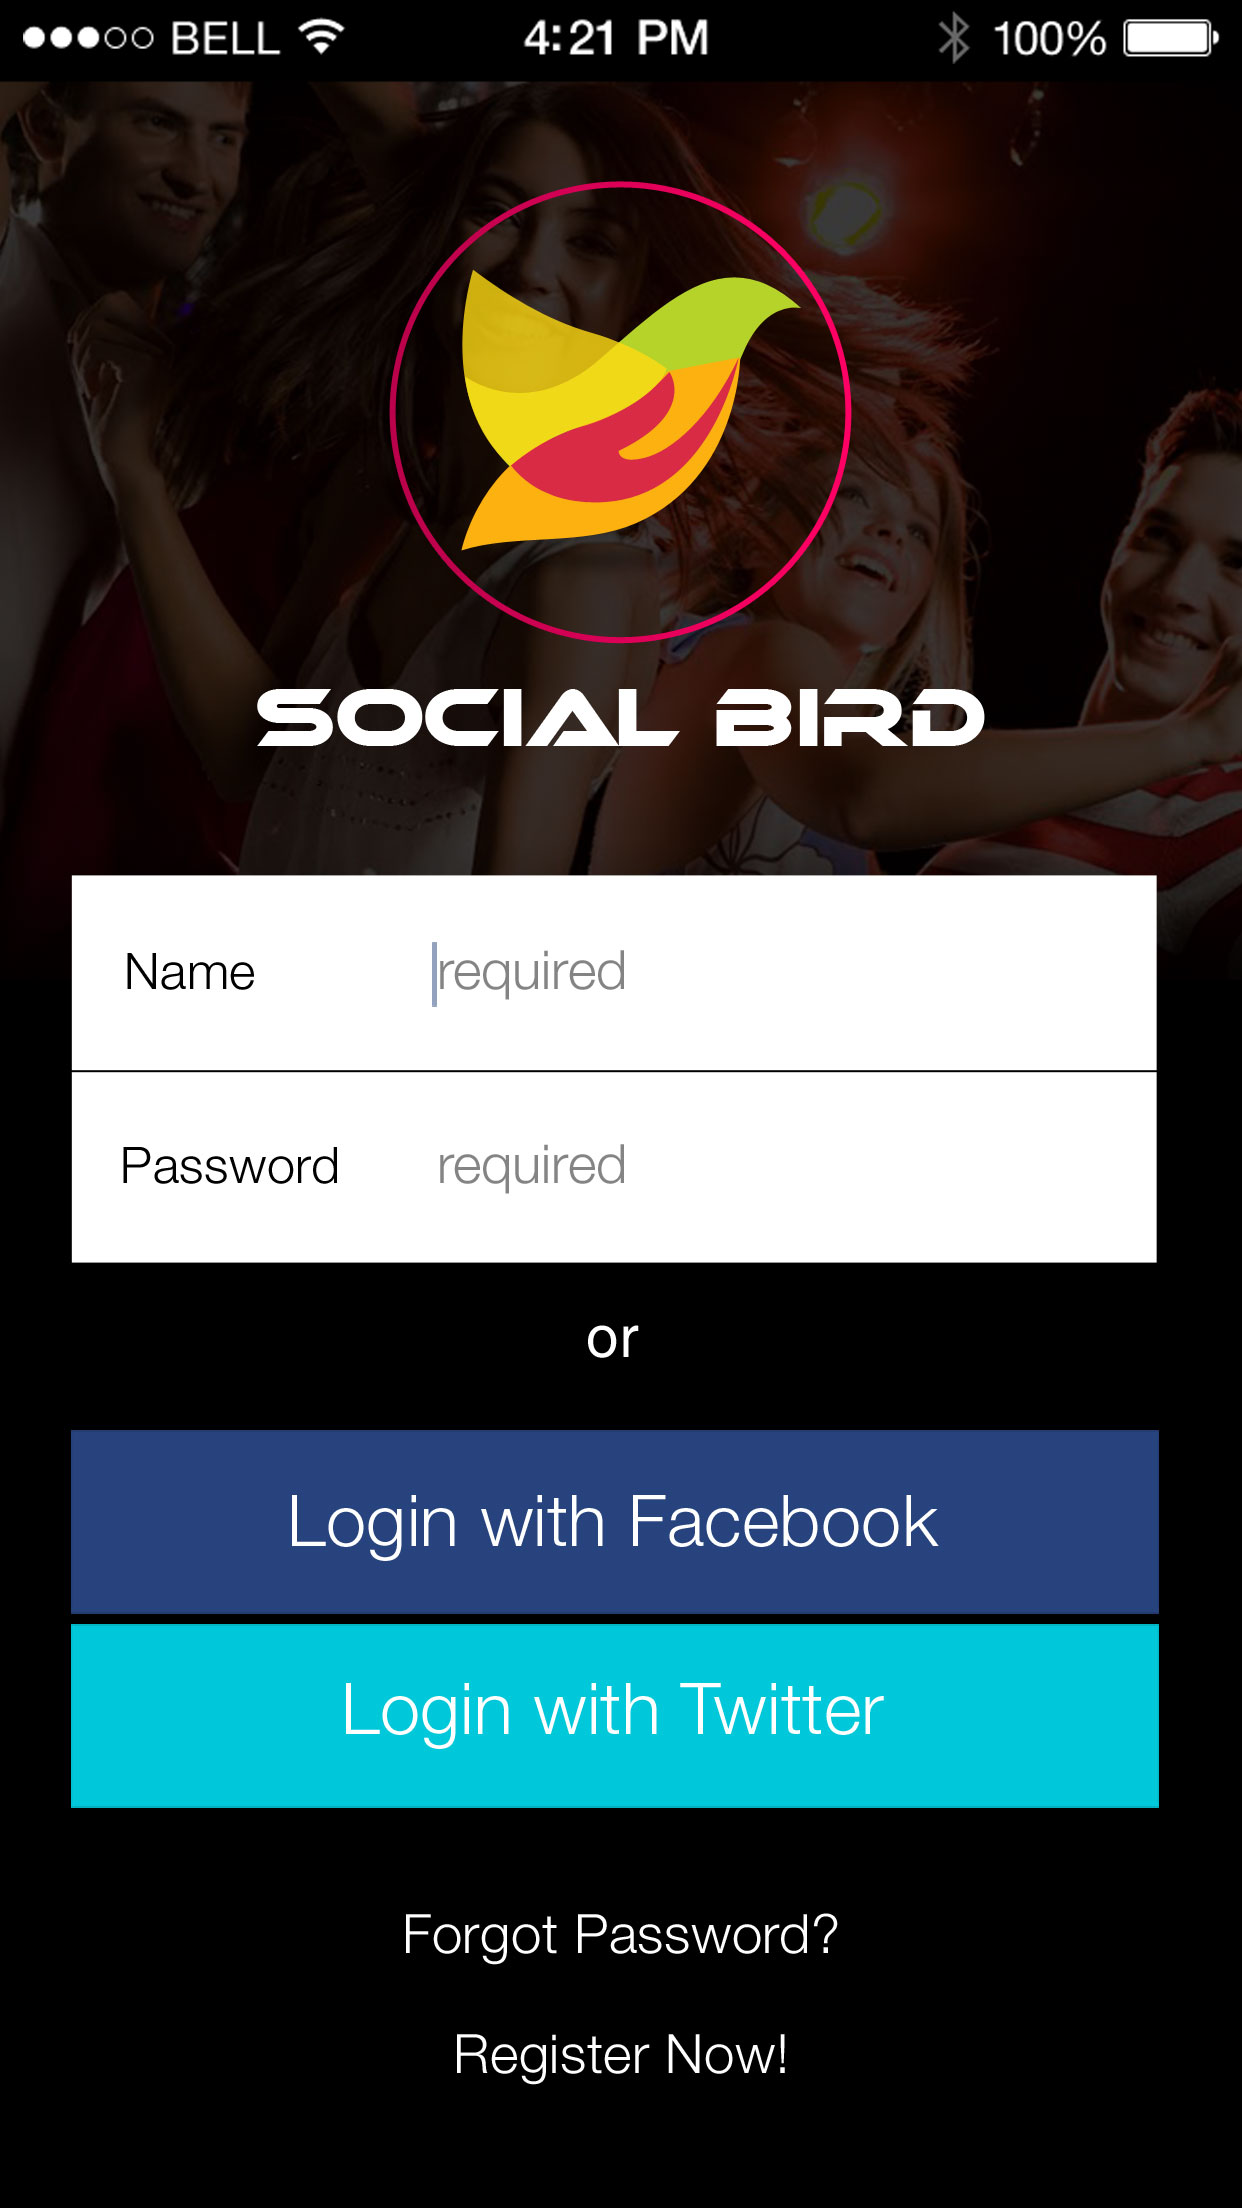 BELL 4:21 PM 100%
SOCIAL BIRD
Name required
Password required
or
Login with Facebook
Login with Twitter
Forgot Password?
Register Now!